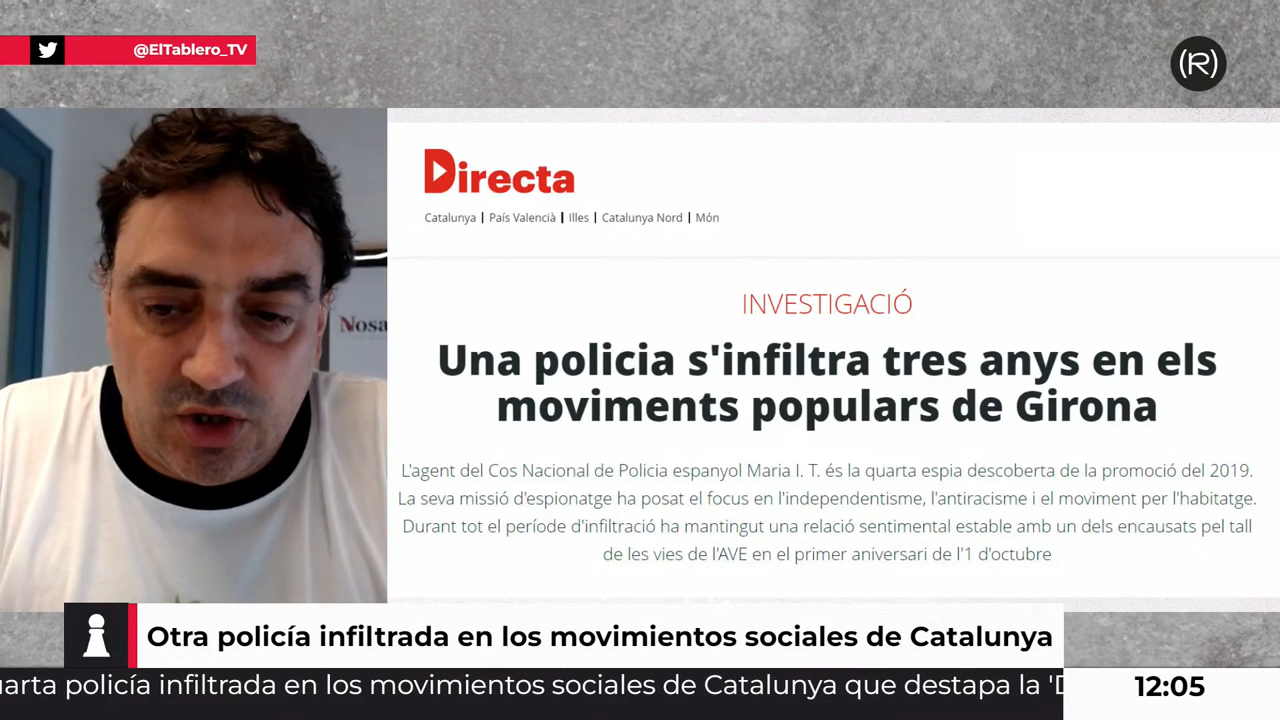 @ElTablero_TV
(R)
Directa
Catalunya | País Valencià | Illes | Catalunya Nord | Món
INVESTIGACIÓ
Una policia s'infiltra tres anys en els
moviments populars de Girona
L'agent del Cos Nacional de Policia espanyol Maria I. T. és la quarta espia descoberta de la promoció del 2019.
La seva missió d'espionatge ha posat el focus en l'independentisme, l'antiracisme i el moviment per l'habitatge.
Durant tot el període d'infiltració ha mantingut una relació sentimental estable amb un dels encausats pel tall
de les vies de l'AVE en el primer aniversari de l'1 d'octubre
Nosa
Otra policía infiltrada en los movimientos sociales de Catalunya
uarta policía infiltrada en los movimientos sociales de Catalunya que destapa la 'D
12:05